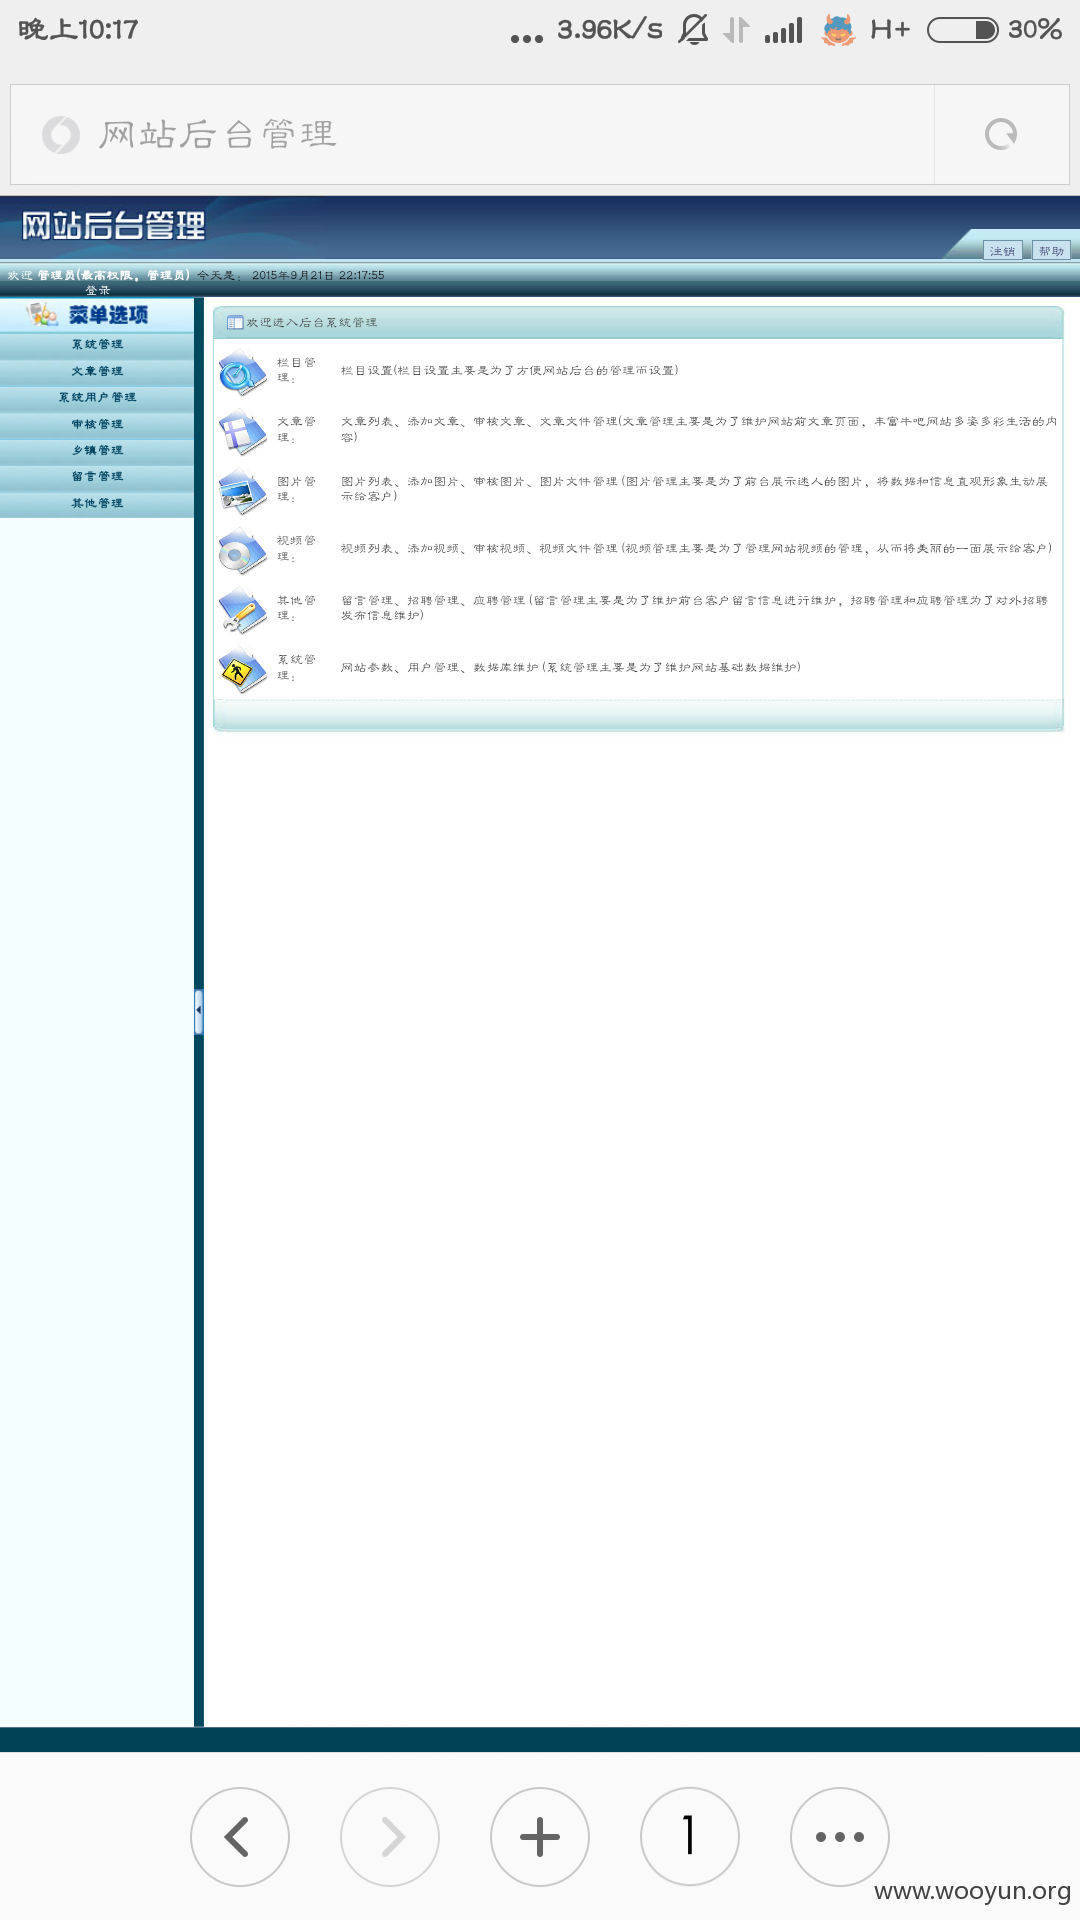 晚上10:17
... 3.96K/s H+ 30%
网站后台管理
网站后台管理
注销 帮助
欢迎 管理员(最高权限，管理员) 今天是： 2015年9月21日 22:17:55
登录
菜单选项
系统管理
文章管理
系统用户管理
审核管理
乡镇管理
留言管理
其他管理
欢迎进入后台系统管理
栏目管
理：
栏目设置(栏目设置主要是为了方便网站后台的管理而设置)
文章管
理：
文章列表、添加文章、审核文章、文章文件管理(文章管理主要是为了维护网站前文章页面，丰富牛吧网站多姿多彩生活的内
容)
图片管
理：
图片列表、添加图片、审核图片、图片文件管理 (图片管理主要是为了前台展示迷人的图片，将数据和信息直观形象生动展
示给客户)
视频管
理：
视频列表、添加视频、审核视频、视频文件管理 (视频管理主要是为了管理网站视频的管理，从而将美丽的一面展示给客户)
其他管
理：
留言管理、招聘管理、应聘管理 (留言管理主要是为了维护前台客户留言信息进行维护，招聘管理和应聘管理为了对外招聘
发布信息维护)
系统管
理：
网站参数、用户管理、数据库维护 (系统管理主要是为了维护网站基础数据维护)
1
www.wooyun.org